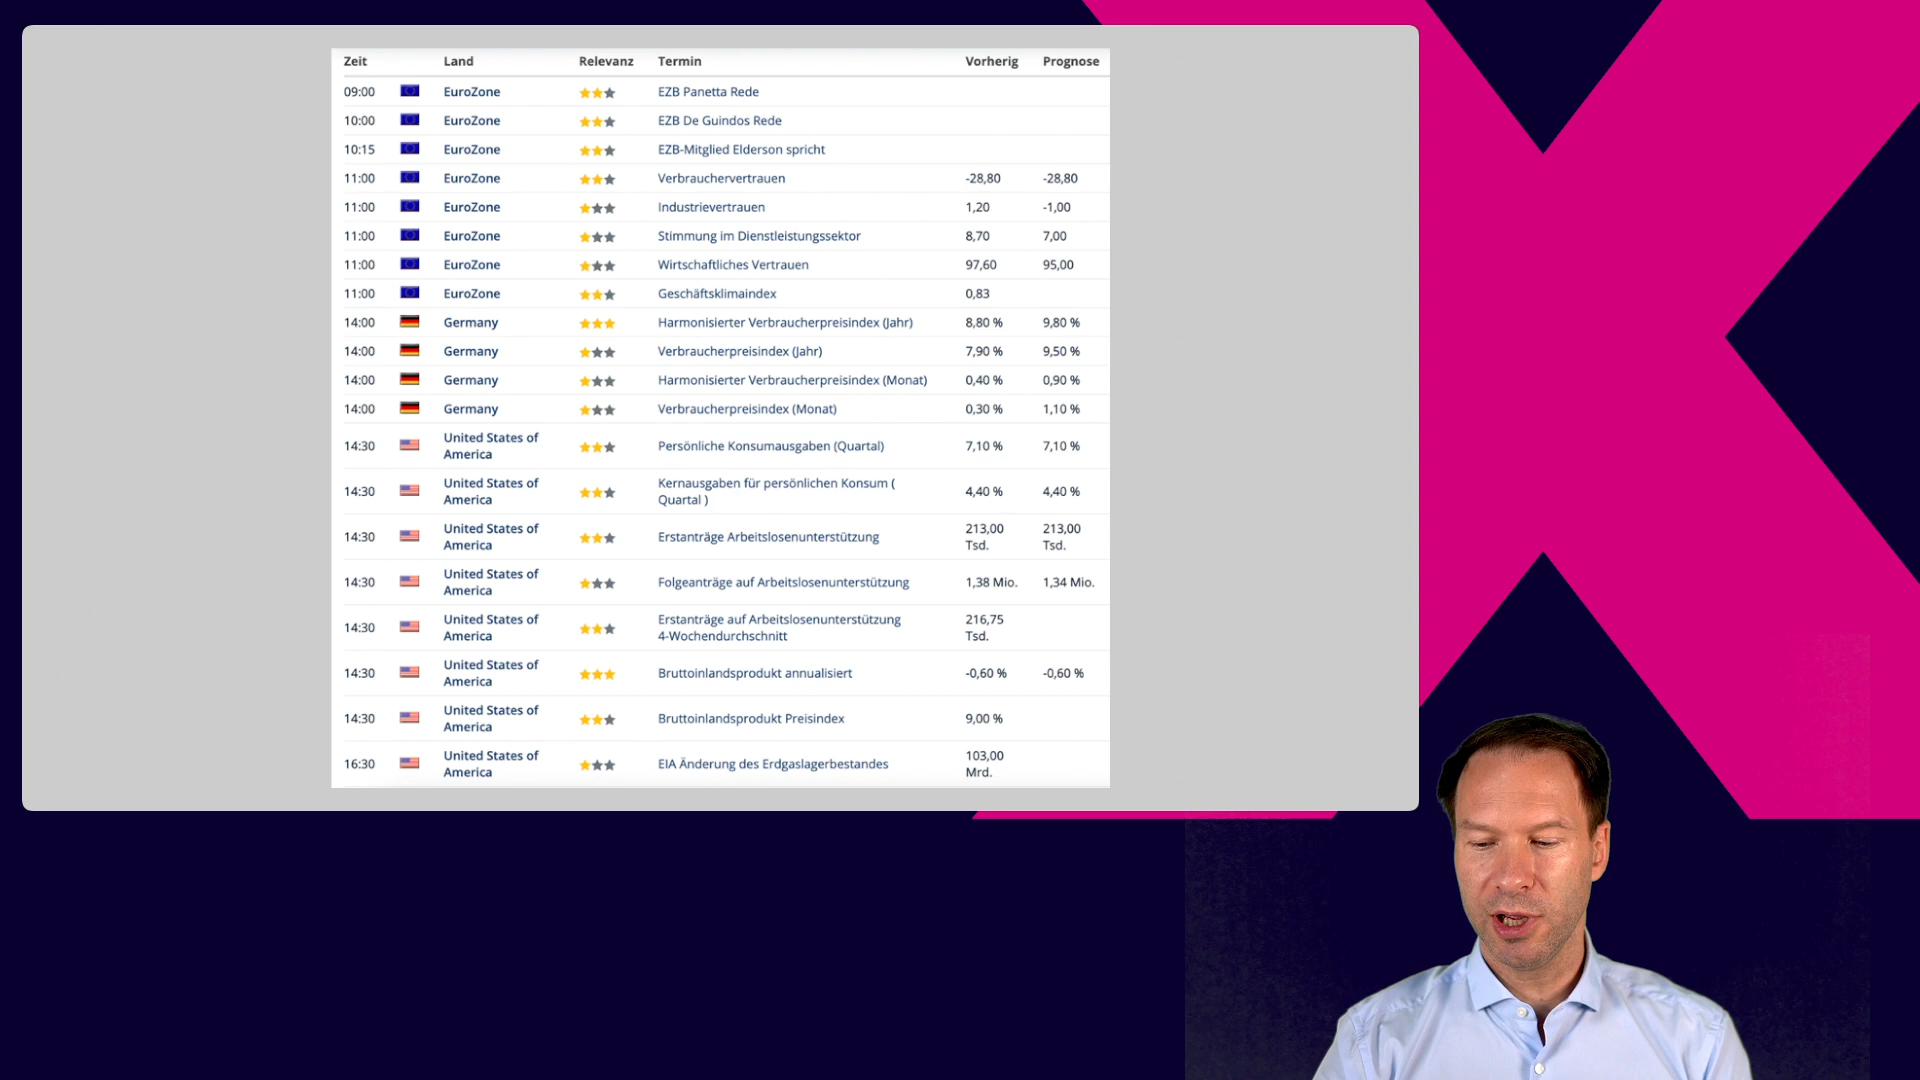 Zeit Land Relevanz Termin Vorherig Prognose
09:00 EuroZone EZB Panetta Rede
10:00 EuroZone EZB De Guindos Rede
10:15 EuroZone EZB-Mitglied Elderson spricht
11:00 EuroZone Verbrauchervertrauen -28,80 -28,80
11:00 EuroZone Industrievertrauen 1,20 -1,00
11:00 EuroZone Stimmung im Dienstleistungssektor 8,70 7,00
11:00 EuroZone Wirtschaftliches Vertrauen 97,60 95,00
11:00 EuroZone Geschäftsklimaindex 0,83
14:00 Germany Harmonisierter Verbraucherpreisindex (Jahr) 8,80 % 9,80 %
14:00 Germany Verbraucherpreisindex (Jahr) 7,90 % 9,50 %
14:00 Germany Harmonisierter Verbraucherpreisindex (Monat) 0,40 % 0,90 %
14:00 Germany Verbraucherpreisindex (Monat) 0,30 % 1,10 %
14:30 United States of America Persönliche Konsumausgaben (Quartal) 7,10 % 7,10 %
14:30 United States of America Kernausgaben für persönlichen Konsum ( Quartal ) 4,40 % 4,40 %
14:30 United States of America Erstanträge Arbeitslosenunterstützung 213,00 Tsd. 213,00 Tsd.
14:30 United States of America Folgeanträge auf Arbeitslosenunterstützung 1,38 Mio. 1,34 Mio.
14:30 United States of America Erstanträge auf Arbeitslosenunterstützung 4-Wochendurchschnitt 216,75 Tsd.
14:30 United States of America Bruttoinlandsprodukt annualisiert -0,60 % -0,60 %
14:30 United States of America Bruttoinlandsprodukt Preisindex 9,00 %
16:30 United States of America EIA Änderung des Erdgaslagerbestandes 103,00 Mrd.